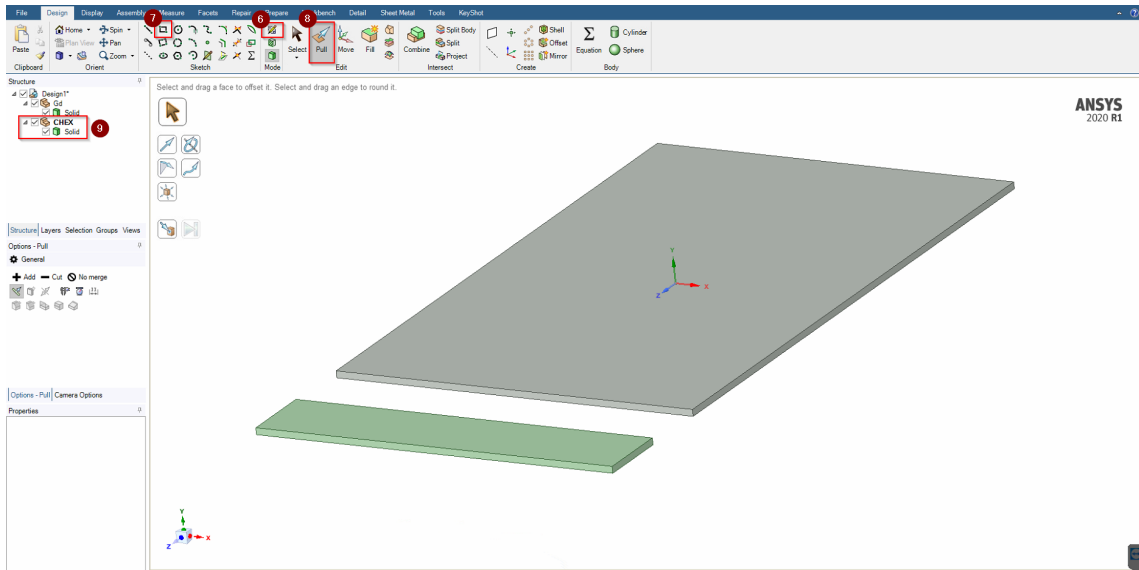 File Design Display Assembly Measure Facets Repair Prepare Workbench Detail Sheet Metal Tools KeyShot
7 6 8
Home Spin Shell Cylinder
Plan View Pan Split Body Offset Sphere
Paste Zoom Select Pull Move Fill Combine Split Project Mirror Equation
Clipboard Orient Sketch Mode Edit Intersect Create Body
Structure
Select and drag a face to offset it. Select and drag an edge to round it.
Design1*
Gd
Solid
CHEX
Solid
9
ANSYS
2020 R1
Structure Layers Selection Groups Views
Options - Pull
General
Add Cut No merge
Options - Pull Camera Options
Properties
Y
X
Z
Y
X
Z